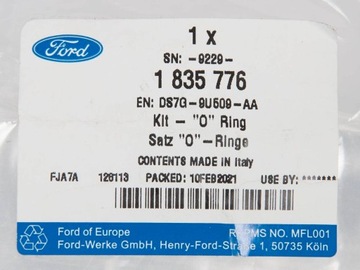 Ford
1 x
SN: -9229-
1 835 776
EN: DS7G-9U509-AA
Kit - "O" Ring
Satz "O"-Ringe
CONTENTS MADE IN Italy
FJA7A 126113 PACKED: 10FEB2021 USE BY: *******
Ford of Europe
MS NO. MFL001
Ford-Werke GmbH, Henry-Ford-Straße 1, 50735 Köln